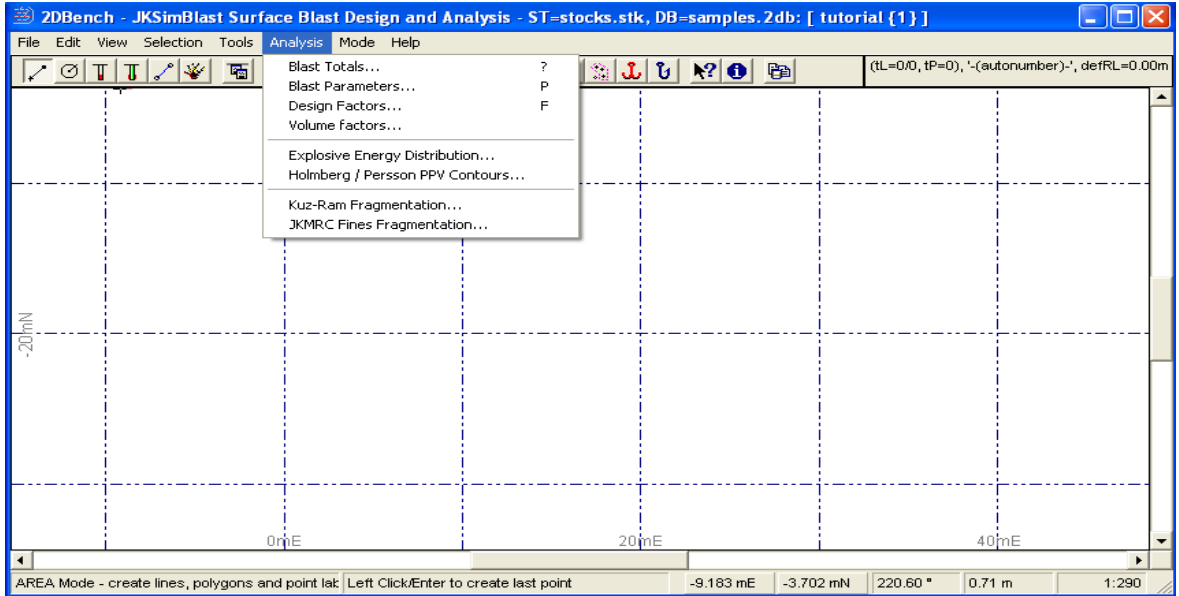 2DBench - JKSimBlast Surface Blast Design and Analysis - ST=stocks.stk, DB=samples.2db: [ tutorial {1} ]
File Edit View Selection Tools Analysis Mode Help
(tL=0/0, tP=0), '-(autonumber)-', defRL=0.00m
Blast Totals... ?
Blast Parameters... P
Design Factors... F
Volume factors...
Explosive Energy Distribution...
Holmberg / Persson PPV Contours...
Kuz-Ram Fragmentation...
JKMRC Fines Fragmentation...
-20mN
0mE 20mE 40mE
AREA Mode - create lines, polygons and point lab Left Click/Enter to create last point -9.183 mE -3.702 mN 220.60 ° 0.71 m 1:290